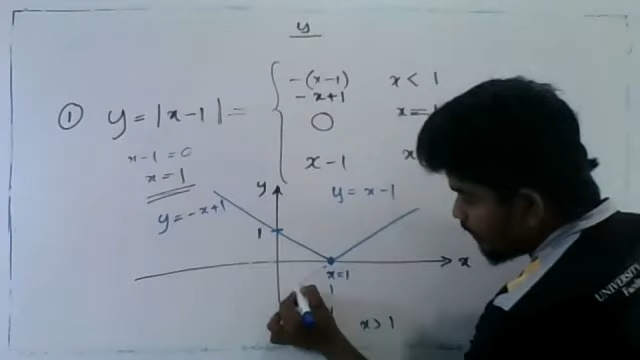 y
① y = |x-1| =
-(x-1) x < 1
-x+1
0 x=1
x-1 x
x-1=0
x=1
y=-x+1
y
y = x-1
1
x
x=1
x>1
UNIVERSITY